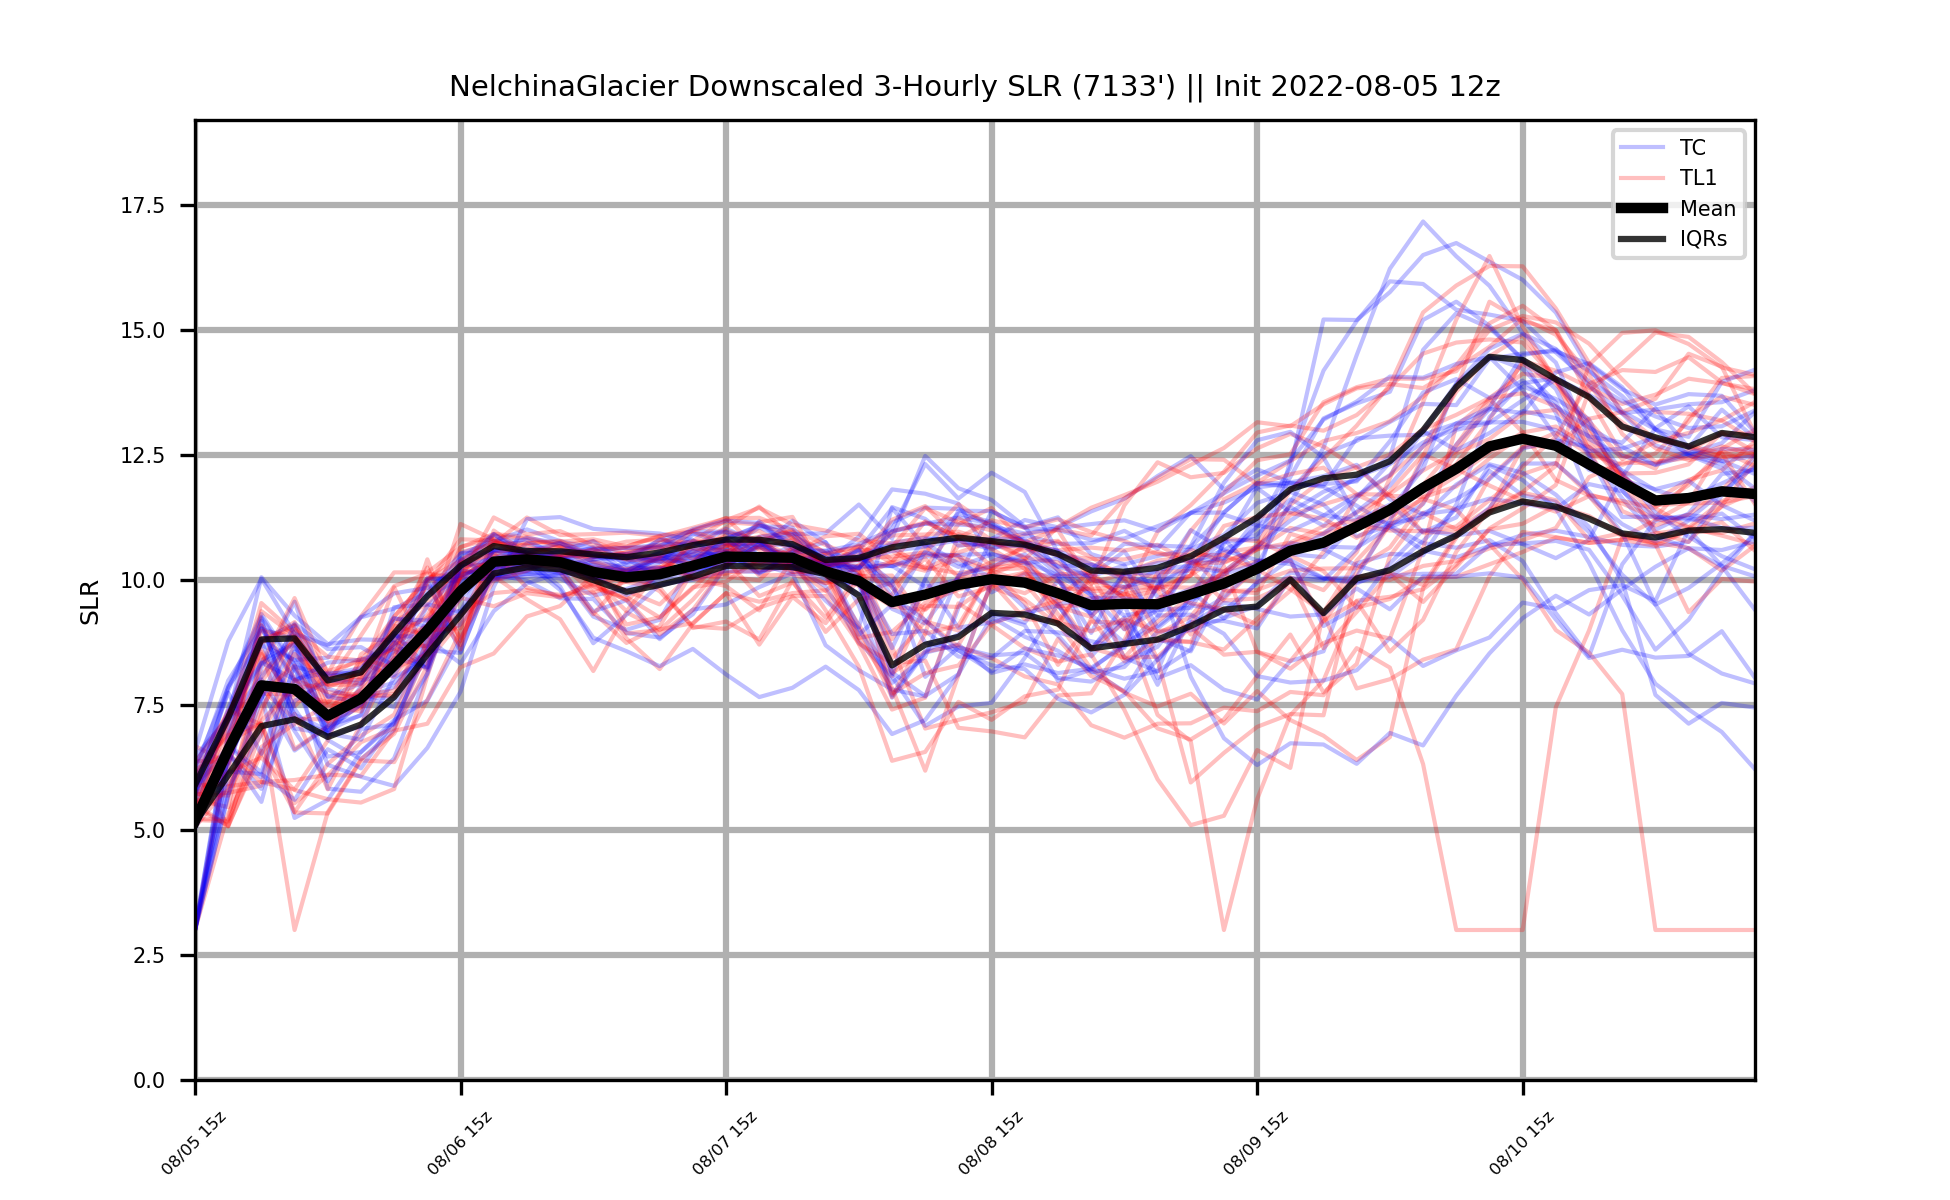 NelchinaGlacier Downscaled 3-Hourly SLR (7133') || Init 2022-08-05 12z
TC
TL1
Mean
IQRs
SLR
17.5
15.0
12.5
10.0
7.5
5.0
2.5
0.0
08/05 15z
08/06 15z
08/07 15z
08/08 15z
08/09 15z
08/10 15z